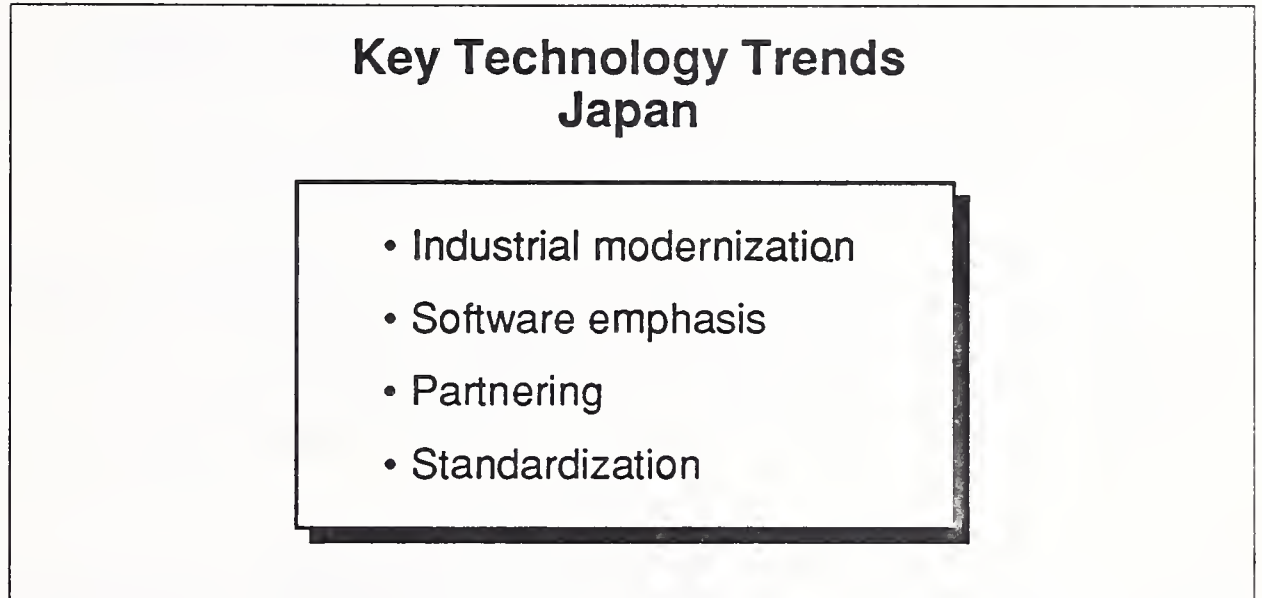 Key Technology Trends
Japan
• Industrial modernization
• Software emphasis
• Partnering
• Standardization